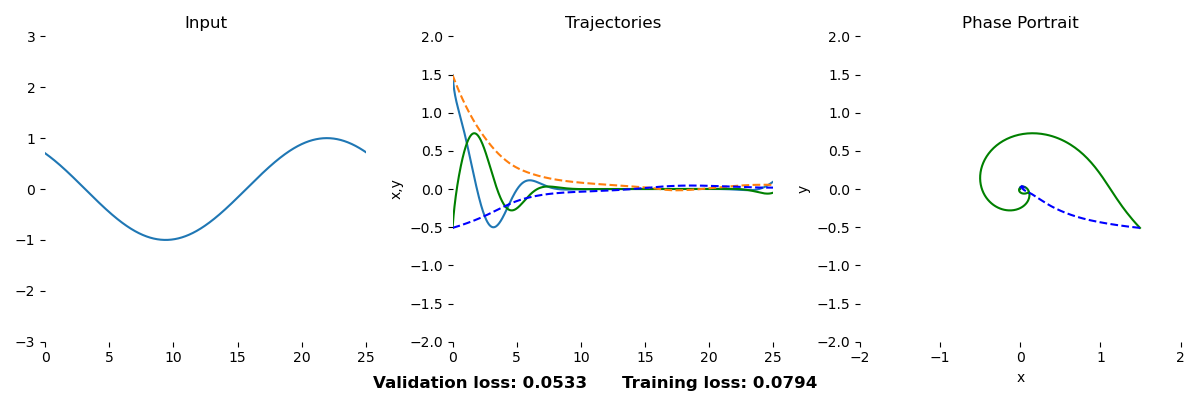 Input
3
2
1
0
−1
−2
−3
0 5 10 15 20 25
Trajectories
x,y
2.0
1.5
1.0
0.5
0.0
−0.5
−1.0
−1.5
−2.0
0 5 10 15 20 25
Phase Portrait
y
2.0
1.5
1.0
0.5
0.0
−0.5
−1.0
−1.5
−2.0
−2 −1 0 1 2
x
Validation loss: 0.0533 Training loss: 0.0794